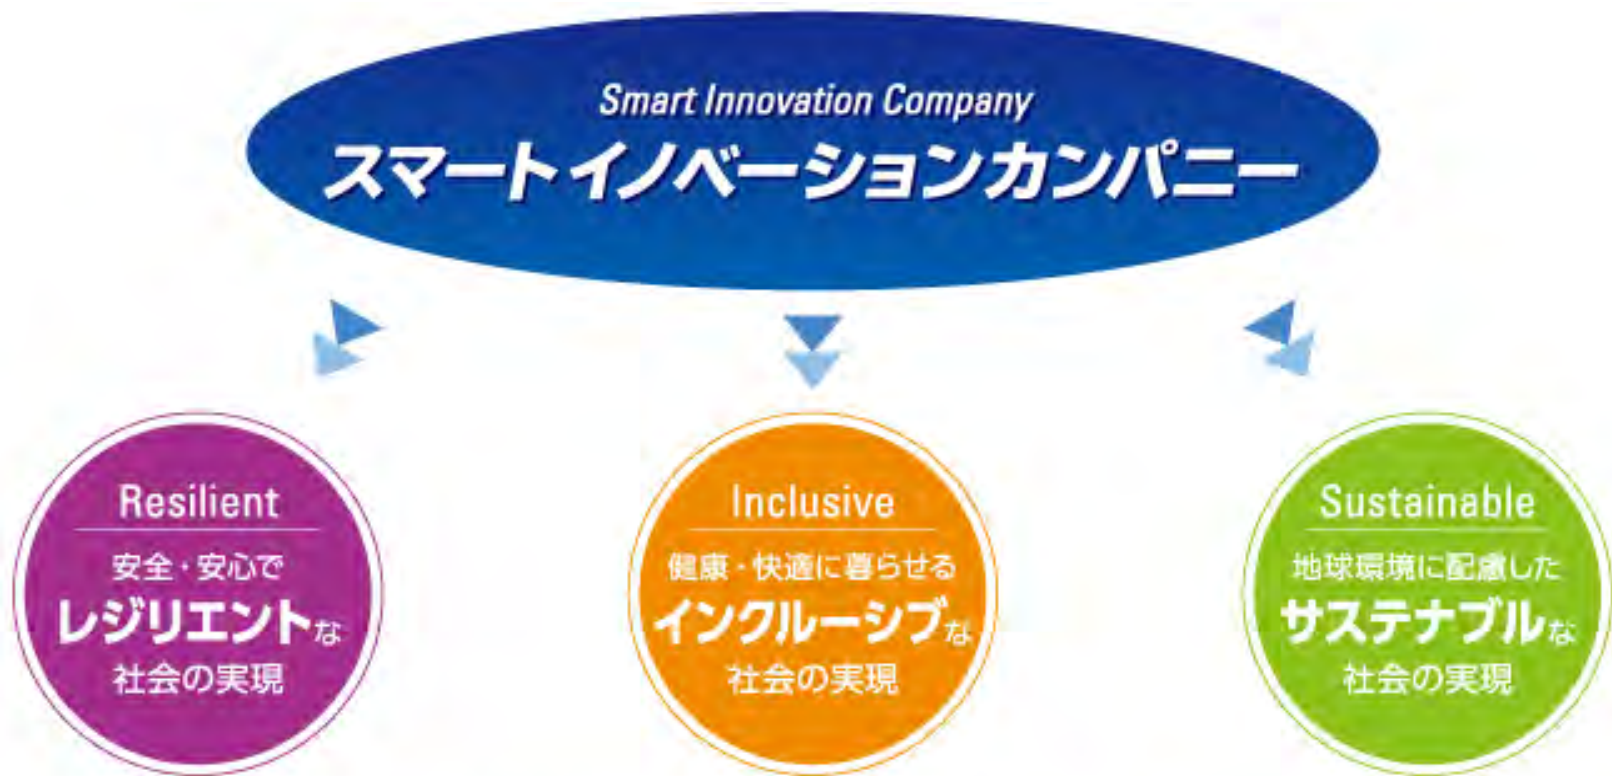 Smart Innovation Company
スマートイノベーションカンパニー
Resilient
安全・安心で
レジリエントな
社会の実現
Inclusive
健康・快適に暮らせる
インクルーシブな
社会の実現
Sustainable
地球環境に配慮した
サステナブルな
社会の実現